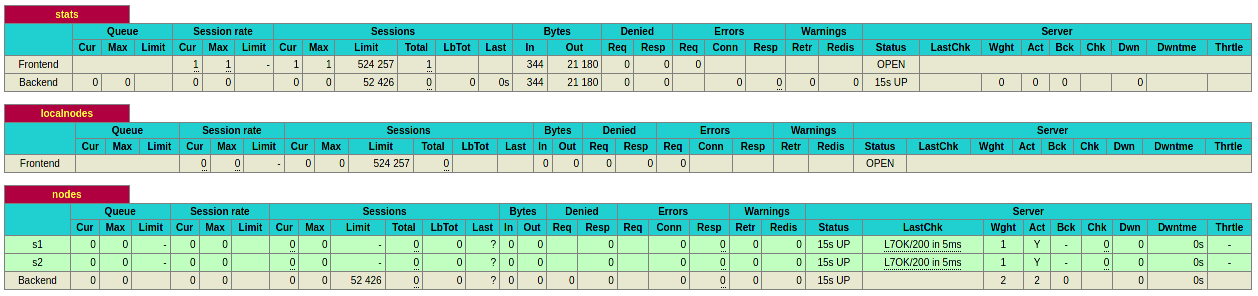 stats
Queue Session rate Sessions Bytes Denied Errors Warnings Server
Cur Max Limit Cur Max Limit Cur Max Limit Total LbTot Last In Out Req Resp Req Conn Resp Retr Redis Status LastChk Wght Act Bck Chk Dwn Dwntme Thrtle
Frontend 1 1 - 1 1 524 257 1 344 21 180 0 0 0 OPEN
Backend 0 0 0 0 0 0 52 426 0 0 0s 344 21 180 0 0 0 0 0 0 15s UP 0 0 0 0
localnodes
Queue Session rate Sessions Bytes Denied Errors Warnings Server
Cur Max Limit Cur Max Limit Cur Max Limit Total LbTot Last In Out Req Resp Req Conn Resp Retr Redis Status LastChk Wght Act Bck Chk Dwn Dwntme Thrtle
Frontend 0 0 - 0 0 524 257 0 0 0 0 0 0 OPEN
nodes
Queue Session rate Sessions Bytes Denied Errors Warnings Server
Cur Max Limit Cur Max Limit Cur Max Limit Total LbTot Last In Out Req Resp Req Conn Resp Retr Redis Status LastChk Wght Act Bck Chk Dwn Dwntme Thrtle
s1 0 0 - 0 0 0 0 - 0 0 ? 0 0 0 0 0 0 0 15s UP L7OK/200 in 5ms 1 Y - 0 0 0s -
s2 0 0 - 0 0 0 0 - 0 0 ? 0 0 0 0 0 0 0 15s UP L7OK/200 in 5ms 1 Y - 0 0 0s -
Backend 0 0 0 0 0 0 52 426 0 0 ? 0 0 0 0 0 0 0 0 15s UP 2 2 0 0 0s